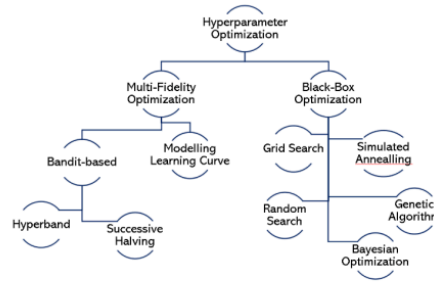 Hyperparameter
Optimization
Multi-Fidelity
Optimization
Black-Box
Optimization
Bandit-based
Modelling
Learning Curve
Grid Search
Simulated
Annealling
Hyperband
Successive
Halving
Random
Search
Genetic
Algorithr
Bayesian
Optimization